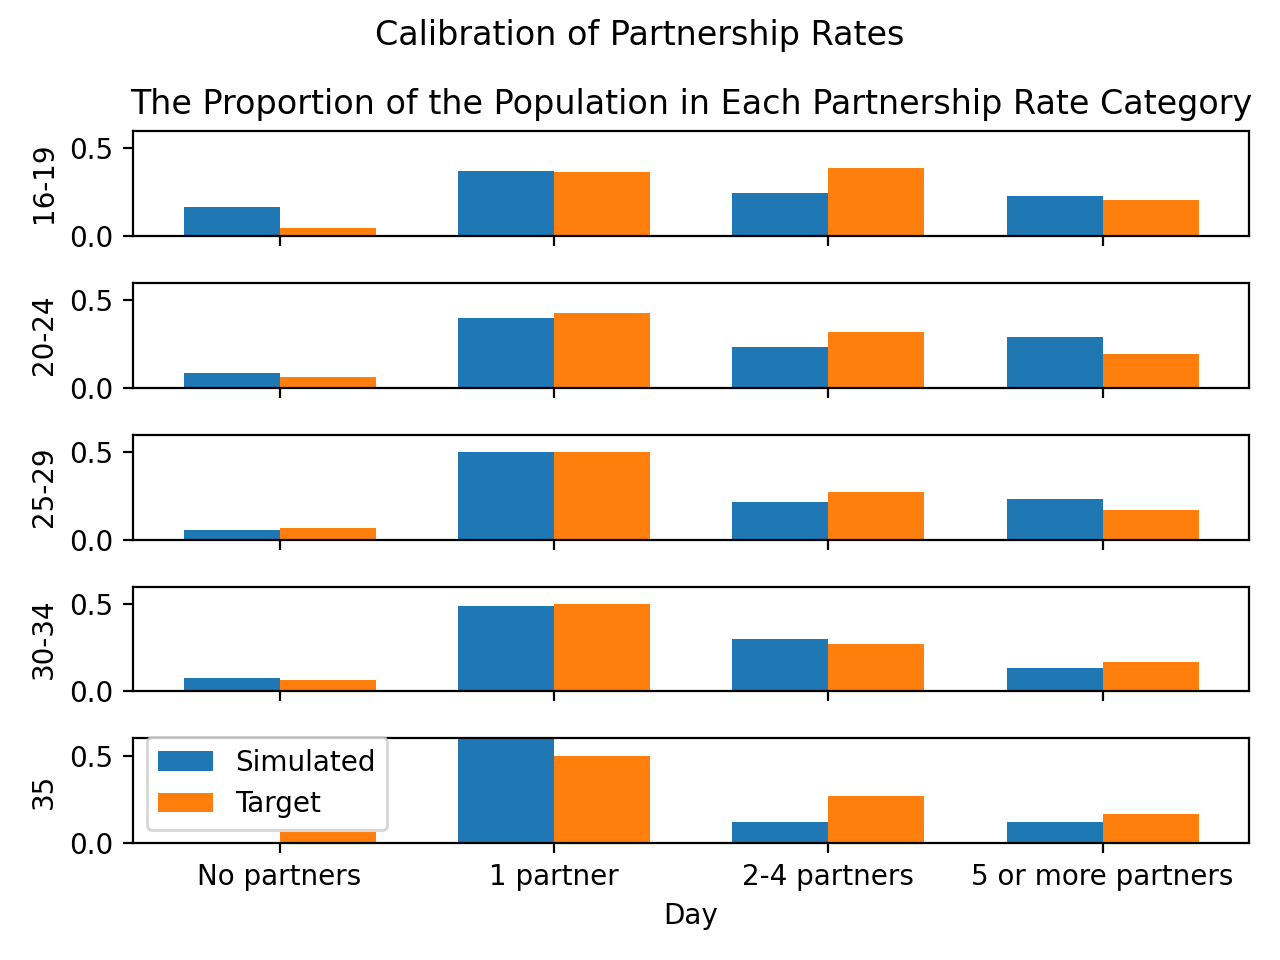 Calibration of Partnership Rates
The Proportion of the Population in Each Partnership Rate Category
0.5
16-19
0.0
0.5
20-24
0.0
0.5
25-29
0.0
0.5
30-34
0.0
0.5
35
0.0
Simulated
Target
No partners 1 partner 2-4 partners 5 or more partners
Day